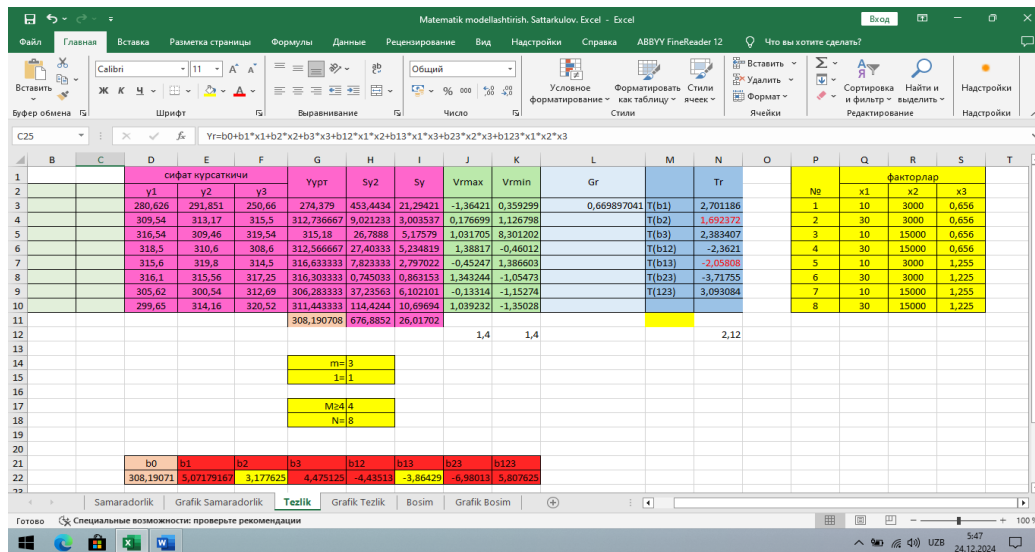 Matematik modellashtirish. Sattarkulov. Excel - Excel
Вход
Файл Главная Вставка Разметка страницы Формулы Данные Рецензирование Вид Надстройки Справка ABBYY FineReader 12 Что вы хотите сделать?
Вставить
Calibri 11
Ж К Ч
Общий
% 000
Условное форматирование
Форматировать как таблицу
Стили ячеек
Вставить
Удалить
Формат
Сортировка и фильтр
Найти и выделить
Надстройки
Буфер обмена Шрифт Выравнивание Число Стили Ячейки Редактирование Надстройки
C25 fx Yr=b0+b1*x1+b2*x2+b3*x3+b12*x1*x2+b13*x1*x3+b23*x2*x3+b123*x1*x2*x3
B C D E F G H I J K L M N O P Q R S T
1 сифат курсаткичи Yурт Sy2 Sy Vrmax Vrmin Gr Tr факторлар
2 y1 y2 y3 № x1 x2 x3
3 280,626 291,851 250,66 274,379 453,4434 21,29421 -1,36421 0,359299 0,669897041 T(b1) 2,701186 1 10 3000 0,656
4 309,54 313,17 315,5 312,736667 9,021233 3,003537 0,176699 1,126798 T(b2) 1,692372 2 30 3000 0,656
5 316,54 309,46 319,54 315,18 26,7888 5,17579 1,031705 8,301202 T(b3) 2,383407 3 10 15000 0,656
6 318,5 310,6 308,6 312,566667 27,40333 5,234819 1,38817 -0,46012 T(b12) -2,3621 4 30 15000 0,656
7 315,6 319,8 314,5 316,633333 7,823333 2,797022 -0,45247 1,386603 T(b13) -2,05808 5 10 3000 1,225
8 316,1 315,56 317,25 316,303333 0,745033 0,863153 1,343244 -1,05473 T(b23) -3,71755 6 30 3000 1,225
9 305,62 300,54 312,69 306,283333 37,23563 6,102101 -0,13314 -1,15274 T(123) 3,093084 7 10 15000 1,225
10 299,65 314,16 320,52 311,443333 114,4244 10,69694 1,039232 -1,35028 8 30 15000 1,225
11 308,190708 676,8852 26,01702
12 1,4 1,4 2,12
13
14 m= 3
15 1= 1
16
17 M≥4 4
18 N= 8
19
20
21 b0 b1 b2 b3 b12 b13 b23 b123
22 308,19071 5,07179167 3,177625 4,475125 -4,43513 -3,86429 -6,98013 5,807625
Samaradorlik Grafik Samaradorlik Tezlik Grafik Tezlik Bosim Grafik Bosim
Готово Специальные возможности: проверьте рекомендации 100 %
UZB 5:47
24.12.2024